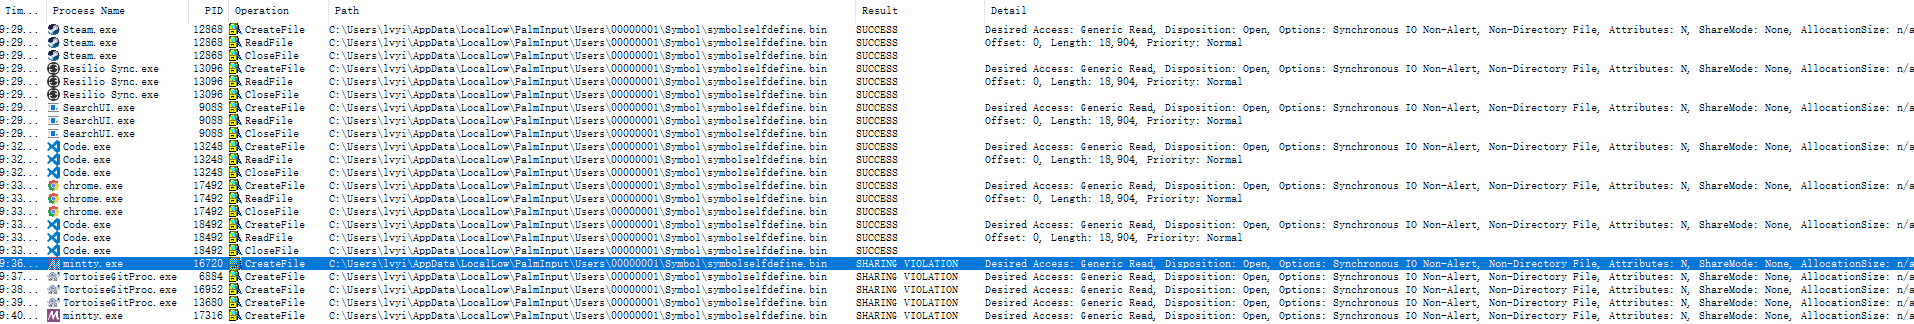 Tim... Process Name PID Operation Path Result Detail
9:29... Steam.exe 12868 CreateFile C:\Users\lvyi\AppData\LocalLow\PalmInput\Users\00000001\Symbol\symbolselfdefine.bin SUCCESS Desired Access: Generic Read, Disposition: Open, Options: Synchronous IO Non-Alert, Non-Directory File, Attributes: N, ShareMode: None, AllocationSize: n/a
9:29... Steam.exe 12868 ReadFile C:\Users\lvyi\AppData\LocalLow\PalmInput\Users\00000001\Symbol\symbolselfdefine.bin SUCCESS Offset: 0, Length: 18,904, Priority: Normal
9:29... Steam.exe 12868 CloseFile C:\Users\lvyi\AppData\LocalLow\PalmInput\Users\00000001\Symbol\symbolselfdefine.bin SUCCESS
9:29... Resilio Sync.exe 13096 CreateFile C:\Users\lvyi\AppData\LocalLow\PalmInput\Users\00000001\Symbol\symbolselfdefine.bin SUCCESS Desired Access: Generic Read, Disposition: Open, Options: Synchronous IO Non-Alert, Non-Directory File, Attributes: N, ShareMode: None, AllocationSize: n/a
9:29... Resilio Sync.exe 13096 ReadFile C:\Users\lvyi\AppData\LocalLow\PalmInput\Users\00000001\Symbol\symbolselfdefine.bin SUCCESS Offset: 0, Length: 18,904, Priority: Normal
9:29... Resilio Sync.exe 13096 CloseFile C:\Users\lvyi\AppData\LocalLow\PalmInput\Users\00000001\Symbol\symbolselfdefine.bin SUCCESS
9:29... SearchUI.exe 9088 CreateFile C:\Users\lvyi\AppData\LocalLow\PalmInput\Users\00000001\Symbol\symbolselfdefine.bin SUCCESS Desired Access: Generic Read, Disposition: Open, Options: Synchronous IO Non-Alert, Non-Directory File, Attributes: N, ShareMode: None, AllocationSize: n/a
9:29... SearchUI.exe 9088 ReadFile C:\Users\lvyi\AppData\LocalLow\PalmInput\Users\00000001\Symbol\symbolselfdefine.bin SUCCESS Offset: 0, Length: 18,904, Priority: Normal
9:29... SearchUI.exe 9088 CloseFile C:\Users\lvyi\AppData\LocalLow\PalmInput\Users\00000001\Symbol\symbolselfdefine.bin SUCCESS
9:32... Code.exe 13248 CreateFile C:\Users\lvyi\AppData\LocalLow\PalmInput\Users\00000001\Symbol\symbolselfdefine.bin SUCCESS Desired Access: Generic Read, Disposition: Open, Options: Synchronous IO Non-Alert, Non-Directory File, Attributes: N, ShareMode: None, AllocationSize: n/a
9:32... Code.exe 13248 ReadFile C:\Users\lvyi\AppData\LocalLow\PalmInput\Users\00000001\Symbol\symbolselfdefine.bin SUCCESS Offset: 0, Length: 18,904, Priority: Normal
9:32... Code.exe 13248 CloseFile C:\Users\lvyi\AppData\LocalLow\PalmInput\Users\00000001\Symbol\symbolselfdefine.bin SUCCESS
9:33... chrome.exe 17492 CreateFile C:\Users\lvyi\AppData\LocalLow\PalmInput\Users\00000001\Symbol\symbolselfdefine.bin SUCCESS Desired Access: Generic Read, Disposition: Open, Options: Synchronous IO Non-Alert, Non-Directory File, Attributes: N, ShareMode: None, AllocationSize: n/a
9:33... chrome.exe 17492 ReadFile C:\Users\lvyi\AppData\LocalLow\PalmInput\Users\00000001\Symbol\symbolselfdefine.bin SUCCESS Offset: 0, Length: 18,904, Priority: Normal
9:33... chrome.exe 17492 CloseFile C:\Users\lvyi\AppData\LocalLow\PalmInput\Users\00000001\Symbol\symbolselfdefine.bin SUCCESS
9:33... Code.exe 18492 CreateFile C:\Users\lvyi\AppData\LocalLow\PalmInput\Users\00000001\Symbol\symbolselfdefine.bin SUCCESS Desired Access: Generic Read, Disposition: Open, Options: Synchronous IO Non-Alert, Non-Directory File, Attributes: N, ShareMode: None, AllocationSize: n/a
9:33... Code.exe 18492 ReadFile C:\Users\lvyi\AppData\LocalLow\PalmInput\Users\00000001\Symbol\symbolselfdefine.bin SUCCESS Offset: 0, Length: 18,904, Priority: Normal
9:33... Code.exe 18492 CloseFile C:\Users\lvyi\AppData\LocalLow\PalmInput\Users\00000001\Symbol\symbolselfdefine.bin SUCCESS
9:36... mintty.exe 16720 CreateFile C:\Users\lvyi\AppData\LocalLow\PalmInput\Users\00000001\Symbol\symbolselfdefine.bin SHARING VIOLATION Desired Access: Generic Read, Disposition: Open, Options: Synchronous IO Non-Alert, Non-Directory File, Attributes: N, ShareMode: None, AllocationSize: n/a
9:37... TortoiseGitProc.exe 6884 CreateFile C:\Users\lvyi\AppData\LocalLow\PalmInput\Users\00000001\Symbol\symbolselfdefine.bin SHARING VIOLATION Desired Access: Generic Read, Disposition: Open, Options: Synchronous IO Non-Alert, Non-Directory File, Attributes: N, ShareMode: None, AllocationSize: n/a
9:38... TortoiseGitProc.exe 16952 CreateFile C:\Users\lvyi\AppData\LocalLow\PalmInput\Users\00000001\Symbol\symbolselfdefine.bin SHARING VIOLATION Desired Access: Generic Read, Disposition: Open, Options: Synchronous IO Non-Alert, Non-Directory File, Attributes: N, ShareMode: None, AllocationSize: n/a
9:39... TortoiseGitProc.exe 13680 CreateFile C:\Users\lvyi\AppData\LocalLow\PalmInput\Users\00000001\Symbol\symbolselfdefine.bin SHARING VIOLATION Desired Access: Generic Read, Disposition: Open, Options: Synchronous IO Non-Alert, Non-Directory File, Attributes: N, ShareMode: None, AllocationSize: n/a
9:40... mintty.exe 17316 CreateFile C:\Users\lvyi\AppData\LocalLow\PalmInput\Users\00000001\Symbol\symbolselfdefine.bin SHARING VIOLATION Desired Access: Generic Read, Disposition: Open, Options: Synchronous IO Non-Alert, Non-Directory File, Attributes: N, ShareMode: None, AllocationSize: n/a